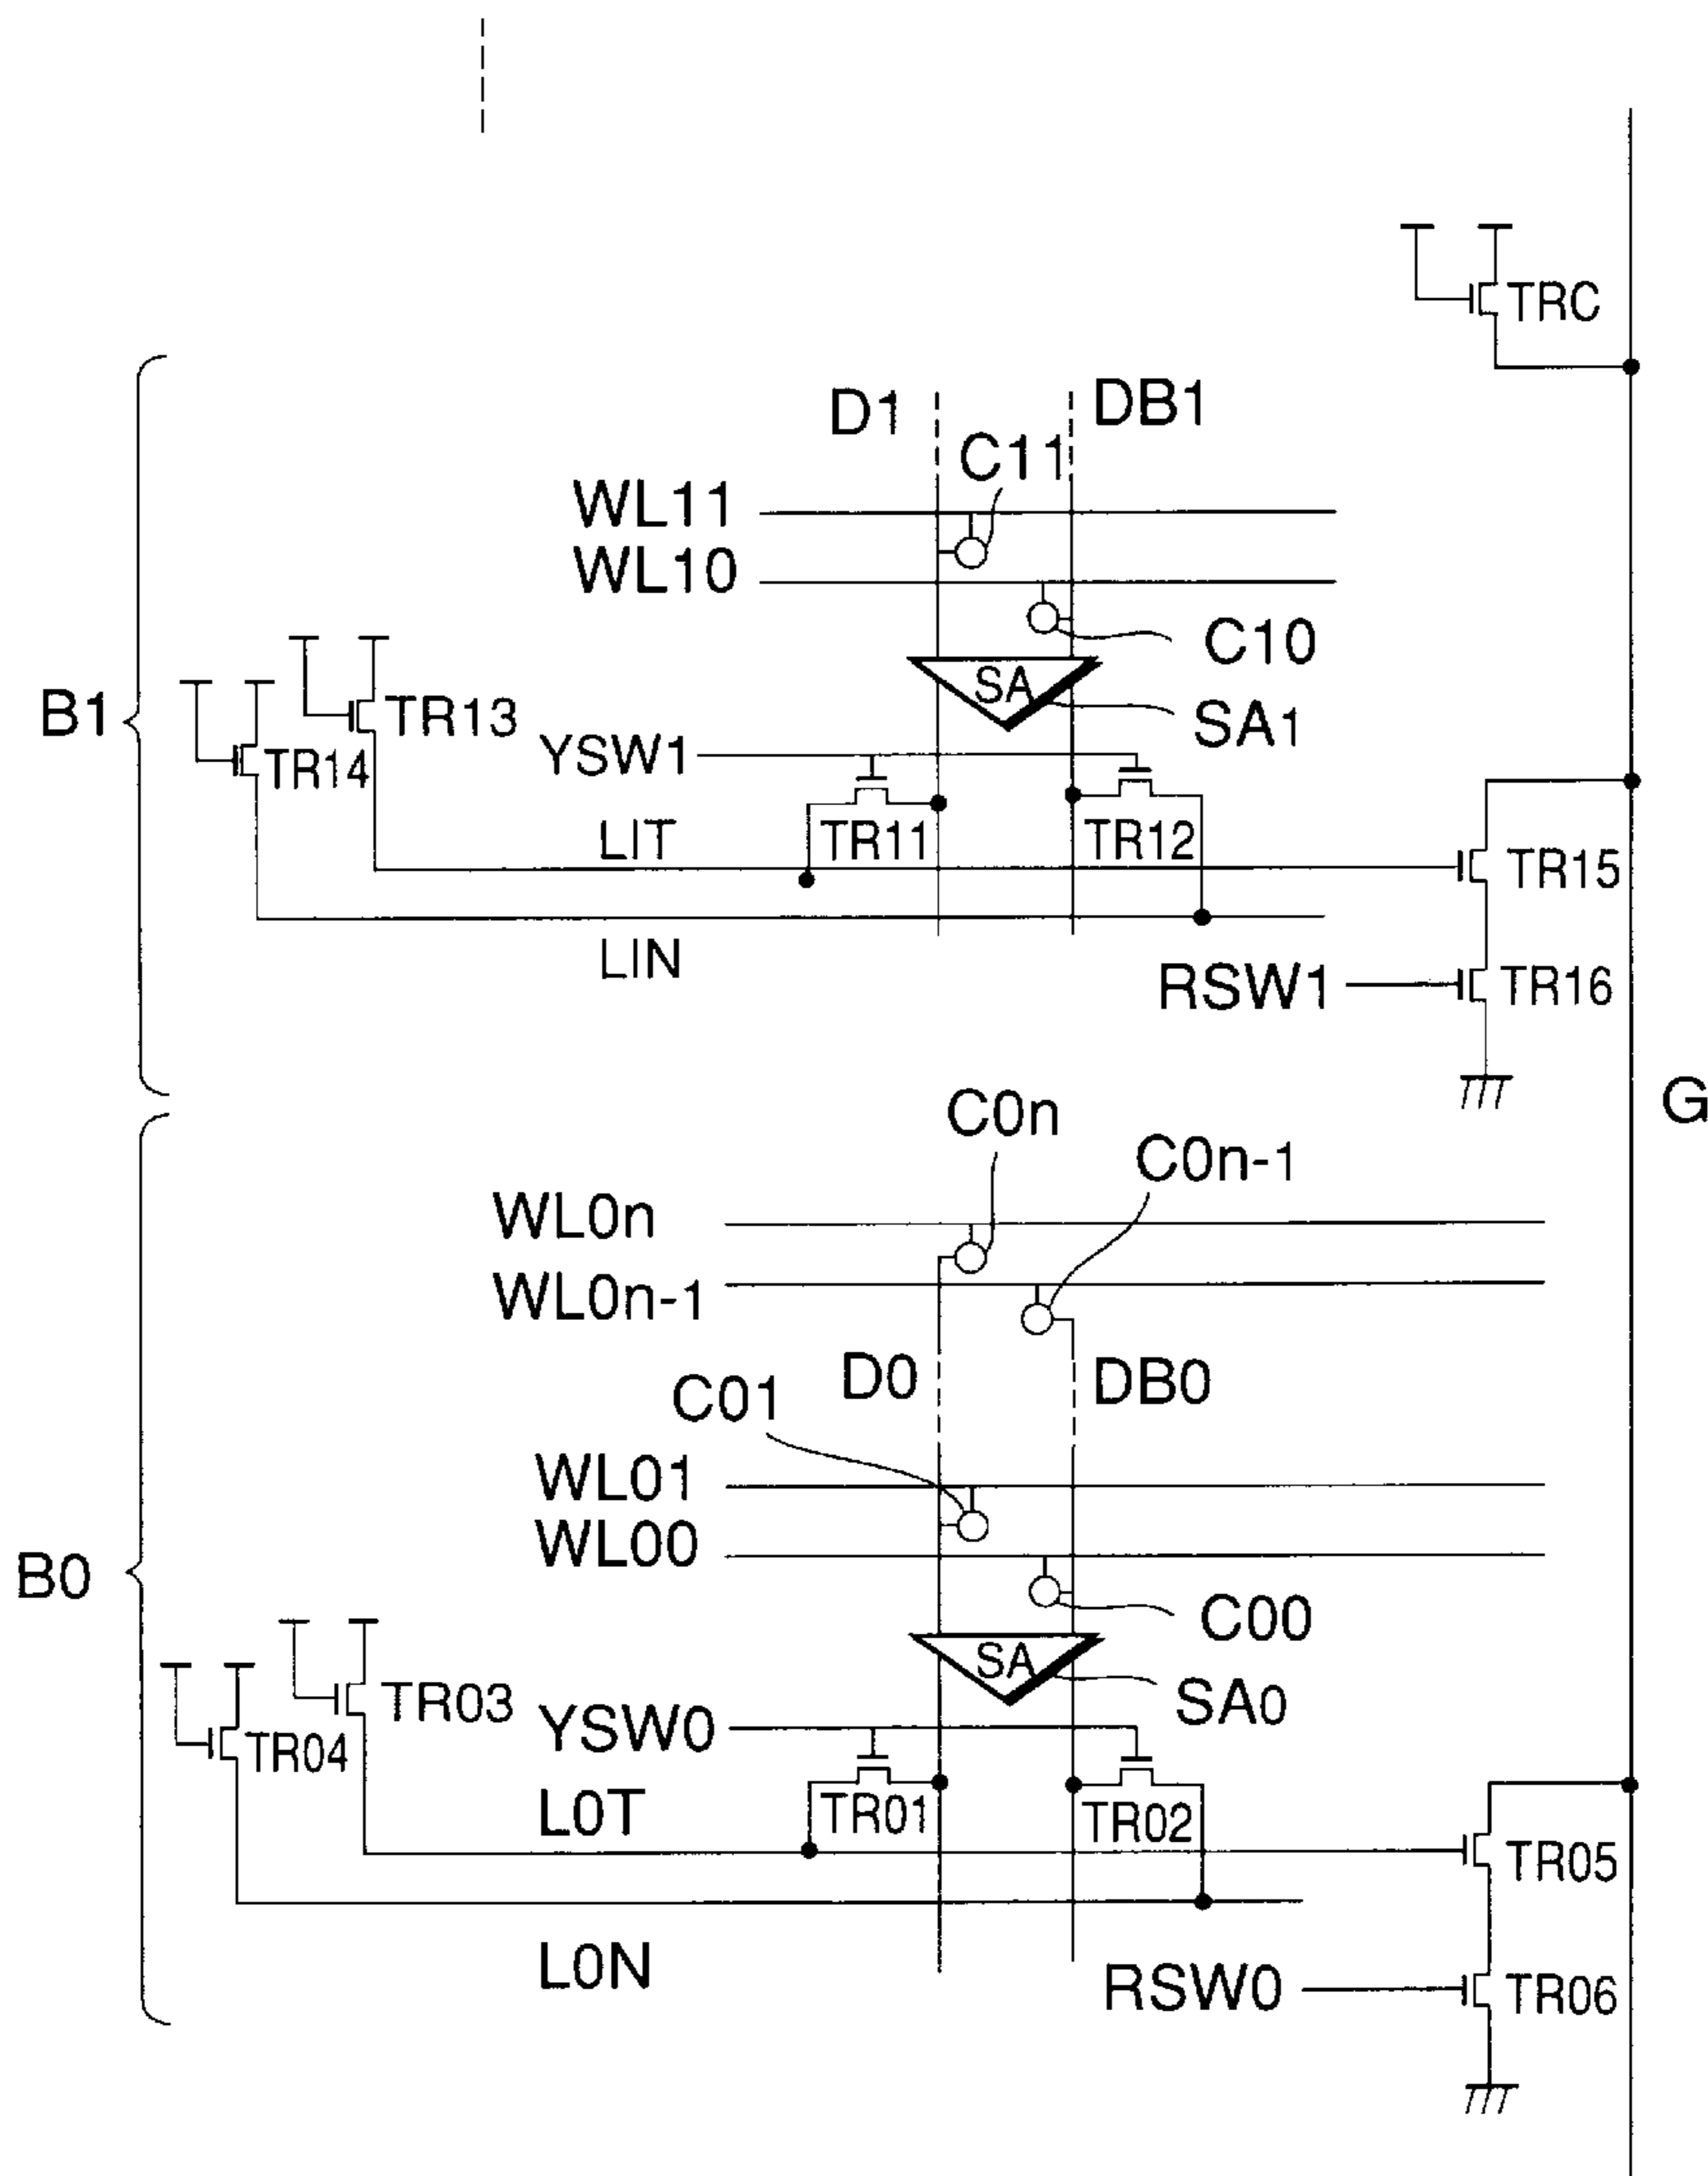 TRC
D1
DB1
C11
WL11
WL10
C10
SA
SA1
B1
TR13
TR14
YSW1
TR11
TR12
LIT
TR15
LIN
RSW1
TR16
G
C0n
C0n-1
WL0n
WL0n-1
D0
DB0
C01
WL01
WL00
B0
C00
SA
SA0
TR03
TR04
YSW0
L0T
TR01
TR02
TR05
L0N
RSW0
TR06